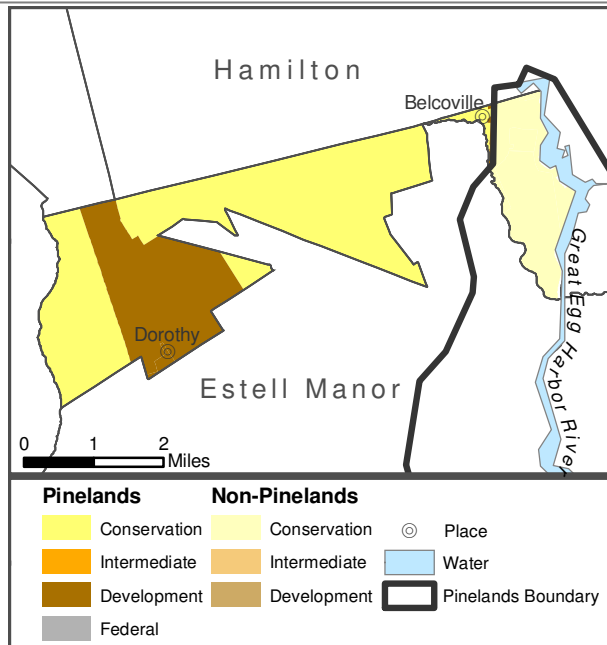 Hamilton
Belcoville
Great Egg Harbor River
Dorothy
Estell Manor
0 1 2
Miles
Pinelands Non-Pinelands
Conservation Conservation Place
Intermediate Intermediate Water
Development Development Pinelands Boundary
Federal